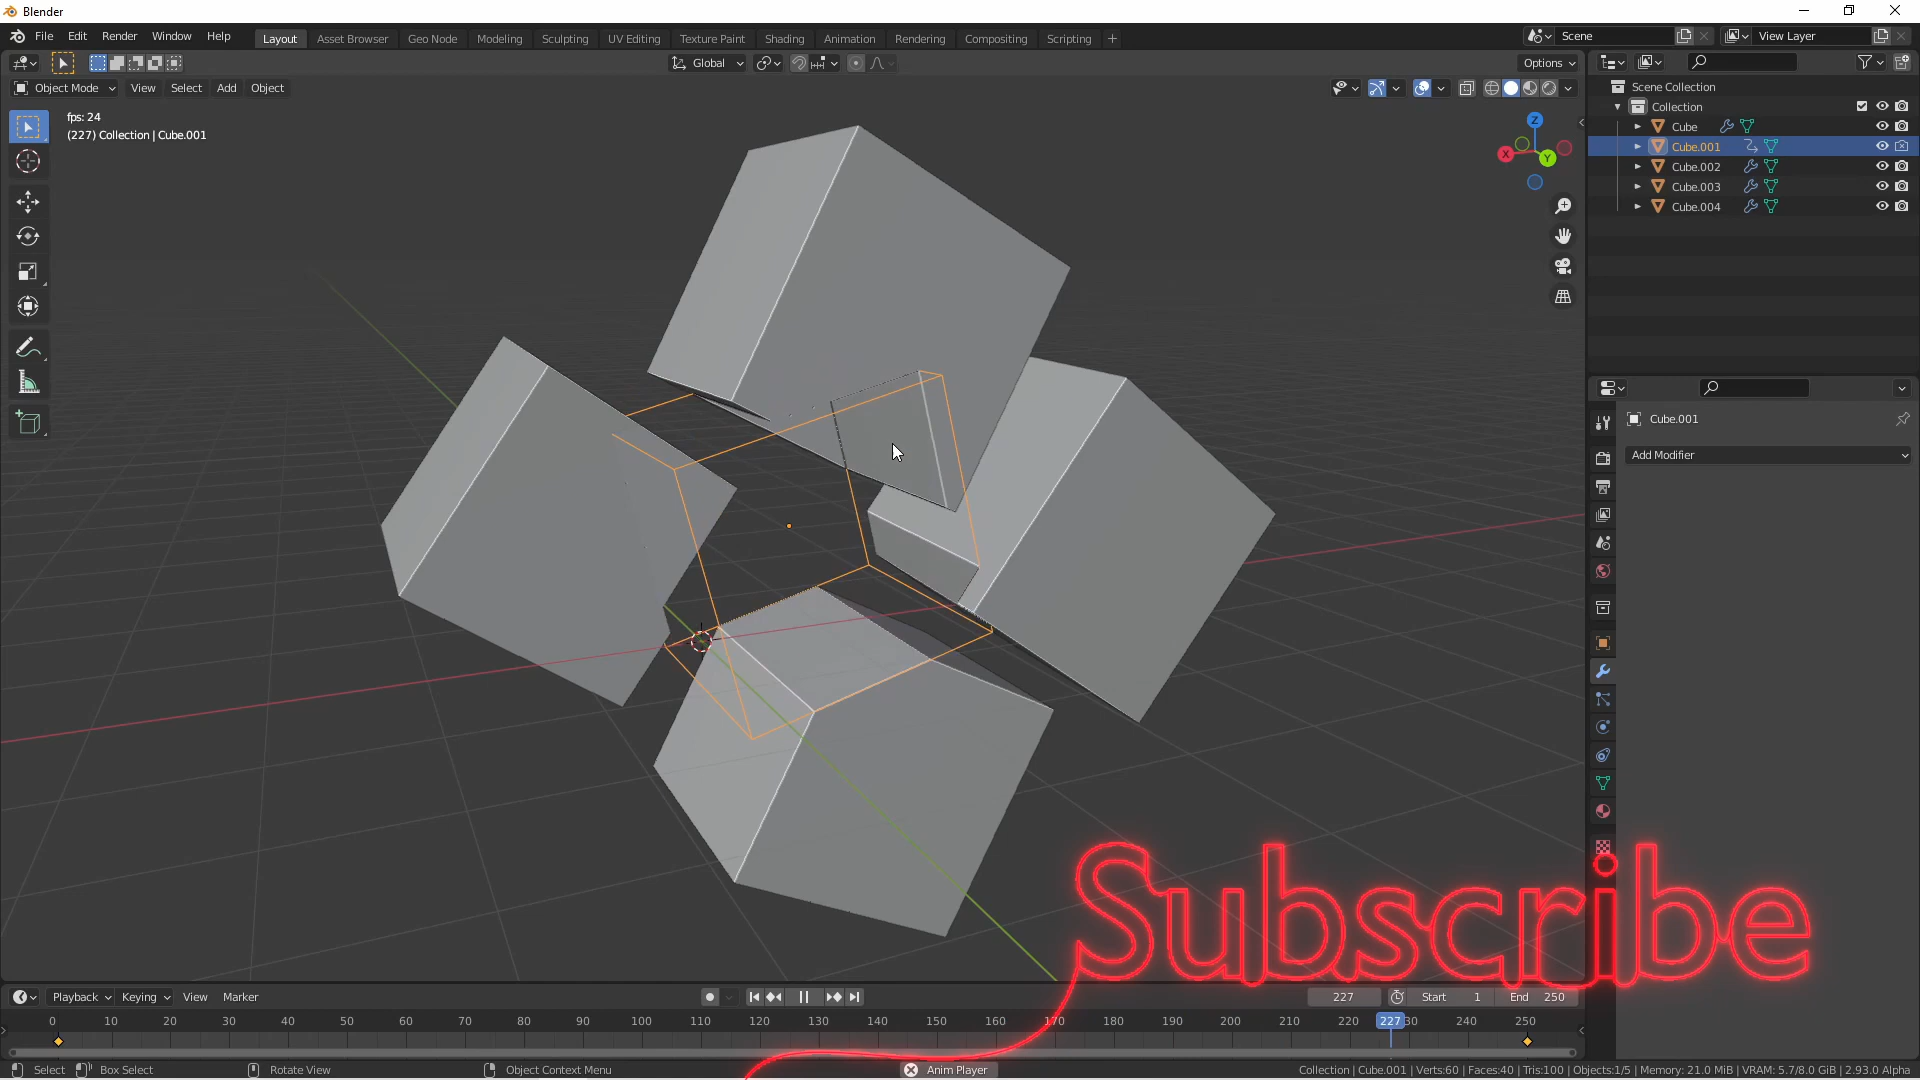 Blender
File Edit Render Window Help Layout Asset Browser Geo Node Modeling Sculpting UV Editing Texture Paint Shading Animation Rendering Compositing Scripting + Scene View Layer
Global Options
Object Mode View Select Add Object
fps: 24
(227) Collection | Cube.001
Z
X
Y
Scene Collection
Collection
Cube
Cube.001
Cube.002
Cube.003
Cube.004
Cube.001
Add Modifier
Subscribe
Playback Keying View Marker 227 Start 1 End 250
0 10 20 30 40 50 60 70 80 90 100 110 120 130 140 150 160 170 180 190 200 210 220 227 30 240 250
Select Box Select Rotate View Object Context Menu Anim Player Collection | Cube.001 | Verts:60 | Faces:40 | Tris:100 | Objects:1/5 | Memory: 21.0 MiB | VRAM: 5.7/8.0 GiB | 2.93.0 Alpha